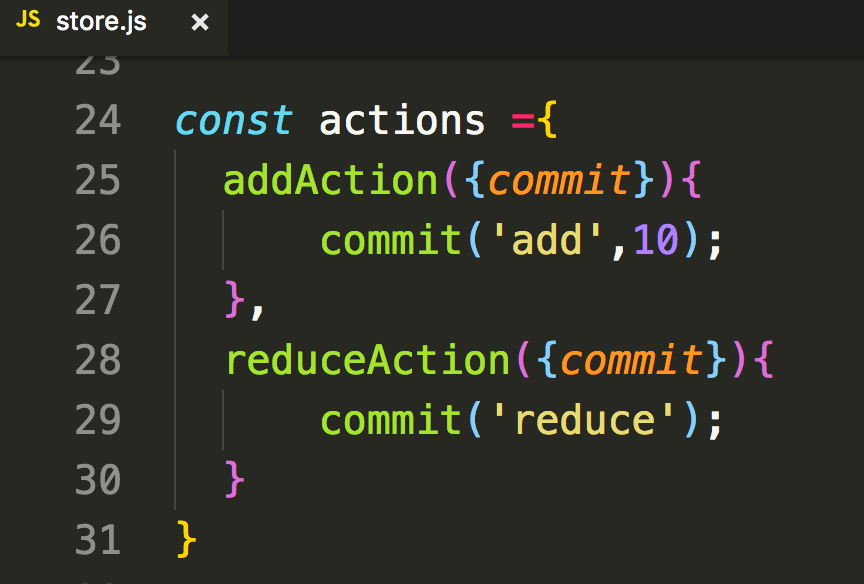 JS store.js ×
23
24 const actions ={
25 addAction({commit}){
26 commit('add',10);
27 },
28 reduceAction({commit}){
29 commit('reduce');
30 }
31 }